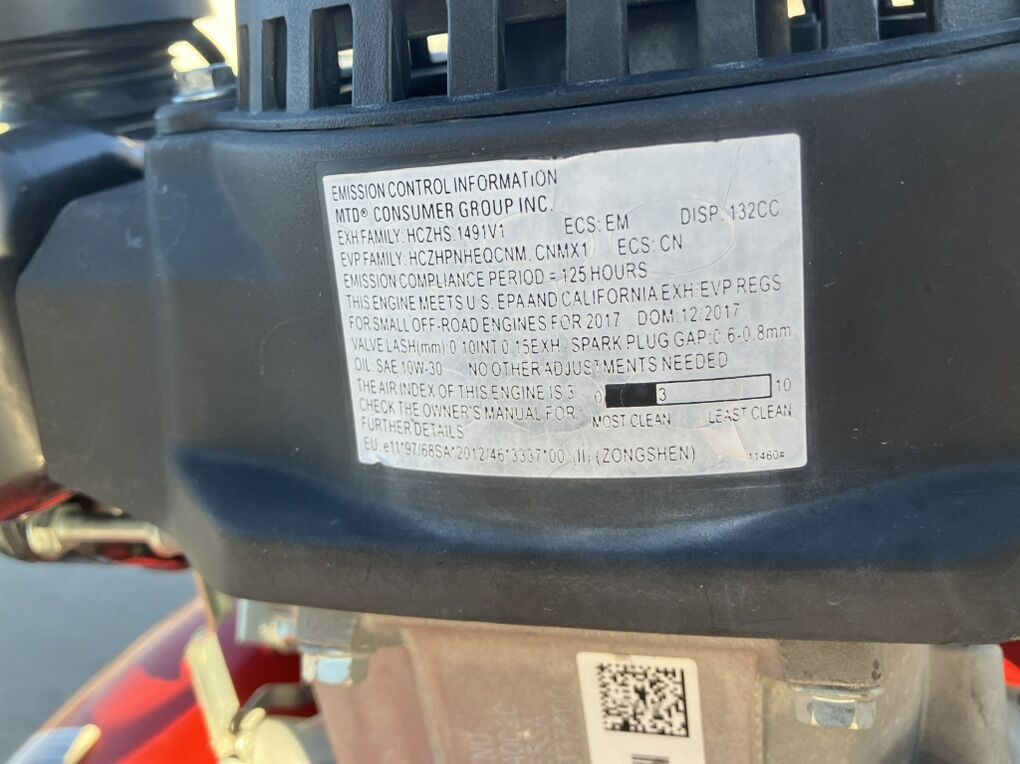 EMISSION CONTROL INFORMATION
MTD® CONSUMER GROUP INC.
EXH FAMILY: HCZHS.1491V1 ECS: EM DISP: 132CC
EVP FAMILY: HCZHPNHEQCNM, CNMX1 ECS: CN
EMISSION COMPLIANCE PERIOD = 125 HOURS
THIS ENGINE MEETS U.S. EPA AND CALIFORNIA EXH/EVP REGS
FOR SMALL OFF-ROAD ENGINES FOR 2017 DOM: 12/2017
VALVE LASH(mm): 0.10INT 0.15EXH, SPARK PLUG GAP: 0.6-0.8mm
OIL: SAE 10W-30 NO OTHER ADJUSTMENTS NEEDED
THE AIR INDEX OF THIS ENGINE IS 3 0 3 10
CHECK THE OWNER'S MANUAL FOR MOST CLEAN LEAST CLEAN
FURTHER DETAILS
EU: e11*97/68SA*2012/46*3337*00 (II) (ZONGSHEN) 11460#